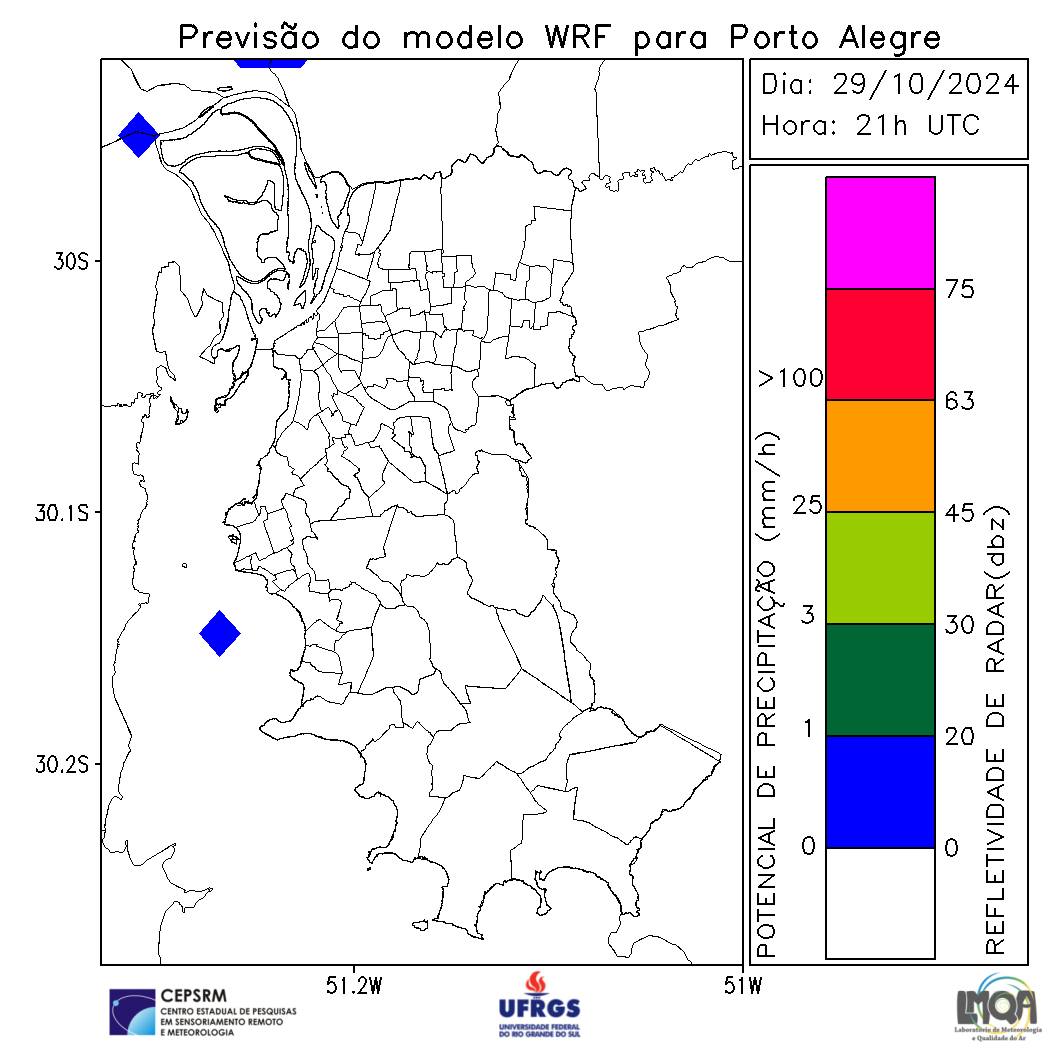 Previsão do modelo WRF para Porto Alegre
Dia: 29/10/2024
Hora: 21h UTC
30S
30.1S
30.2S
51.2W
51W
POTENCIAL DE PRECIPITAÇÃO (mm/h)
>100
25
3
1
0
75
63
45
30
20
0
REFLETIVIDADE DE RADAR(dbz)
CEPSRM
CENTRO ESTADUAL DE PESQUISAS
EM SENSORIAMENTO REMOTO
E METEOROLOGIA
UFRGS
UNIVERSIDADE FEDERAL
DO RIO GRANDE DO SUL
LMQA
Laboratório de Meteorologia
e Qualidade do Ar